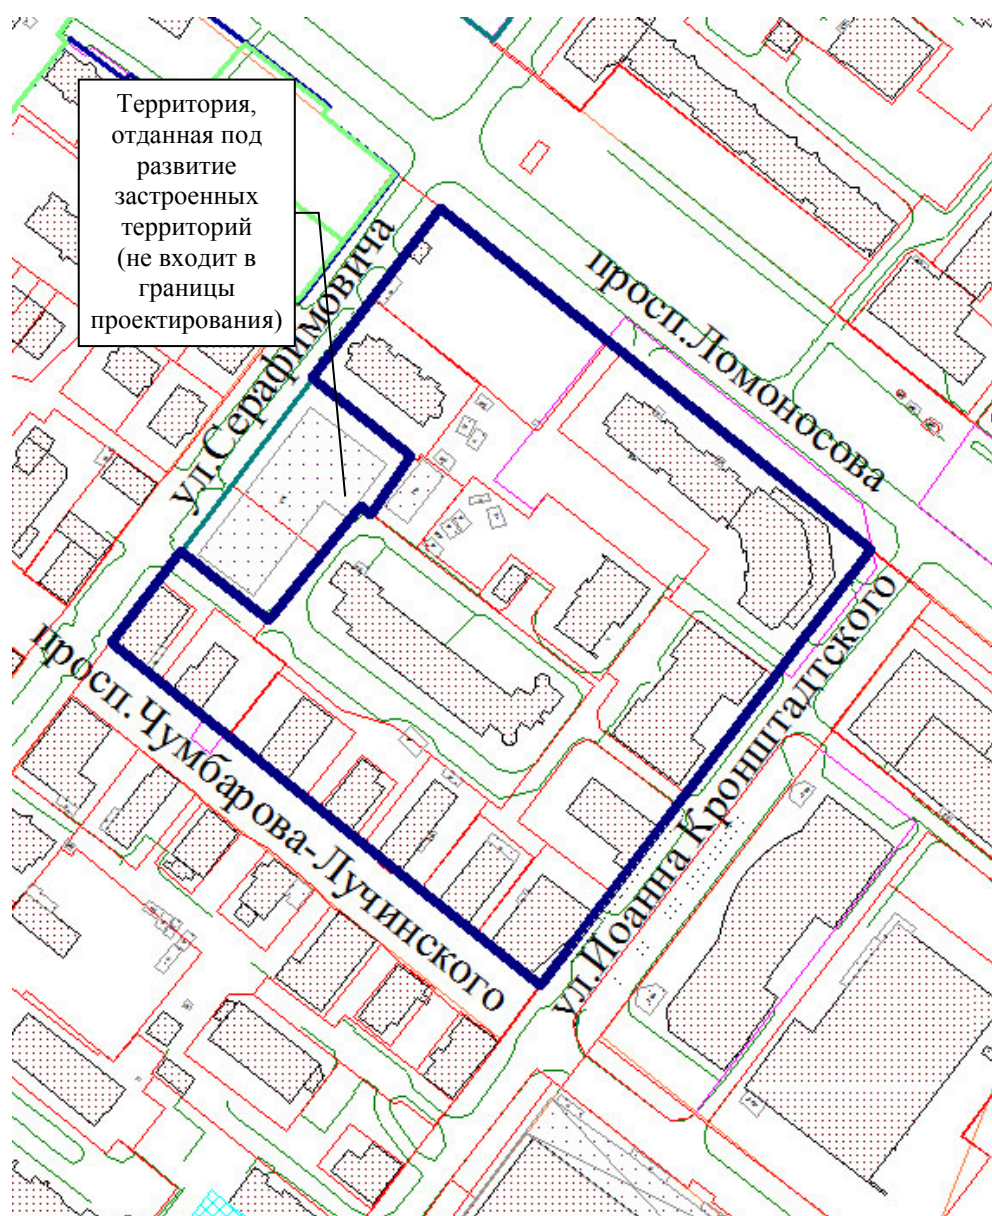 Территория,
отданная под
развитие
застроенных
территорий
(не входит в
границы
проектирования)
ул.Серафимовича
просп.Ломоносова
просп.Чумбарова-Лучинского
ул.Иоанна Кронштадтского